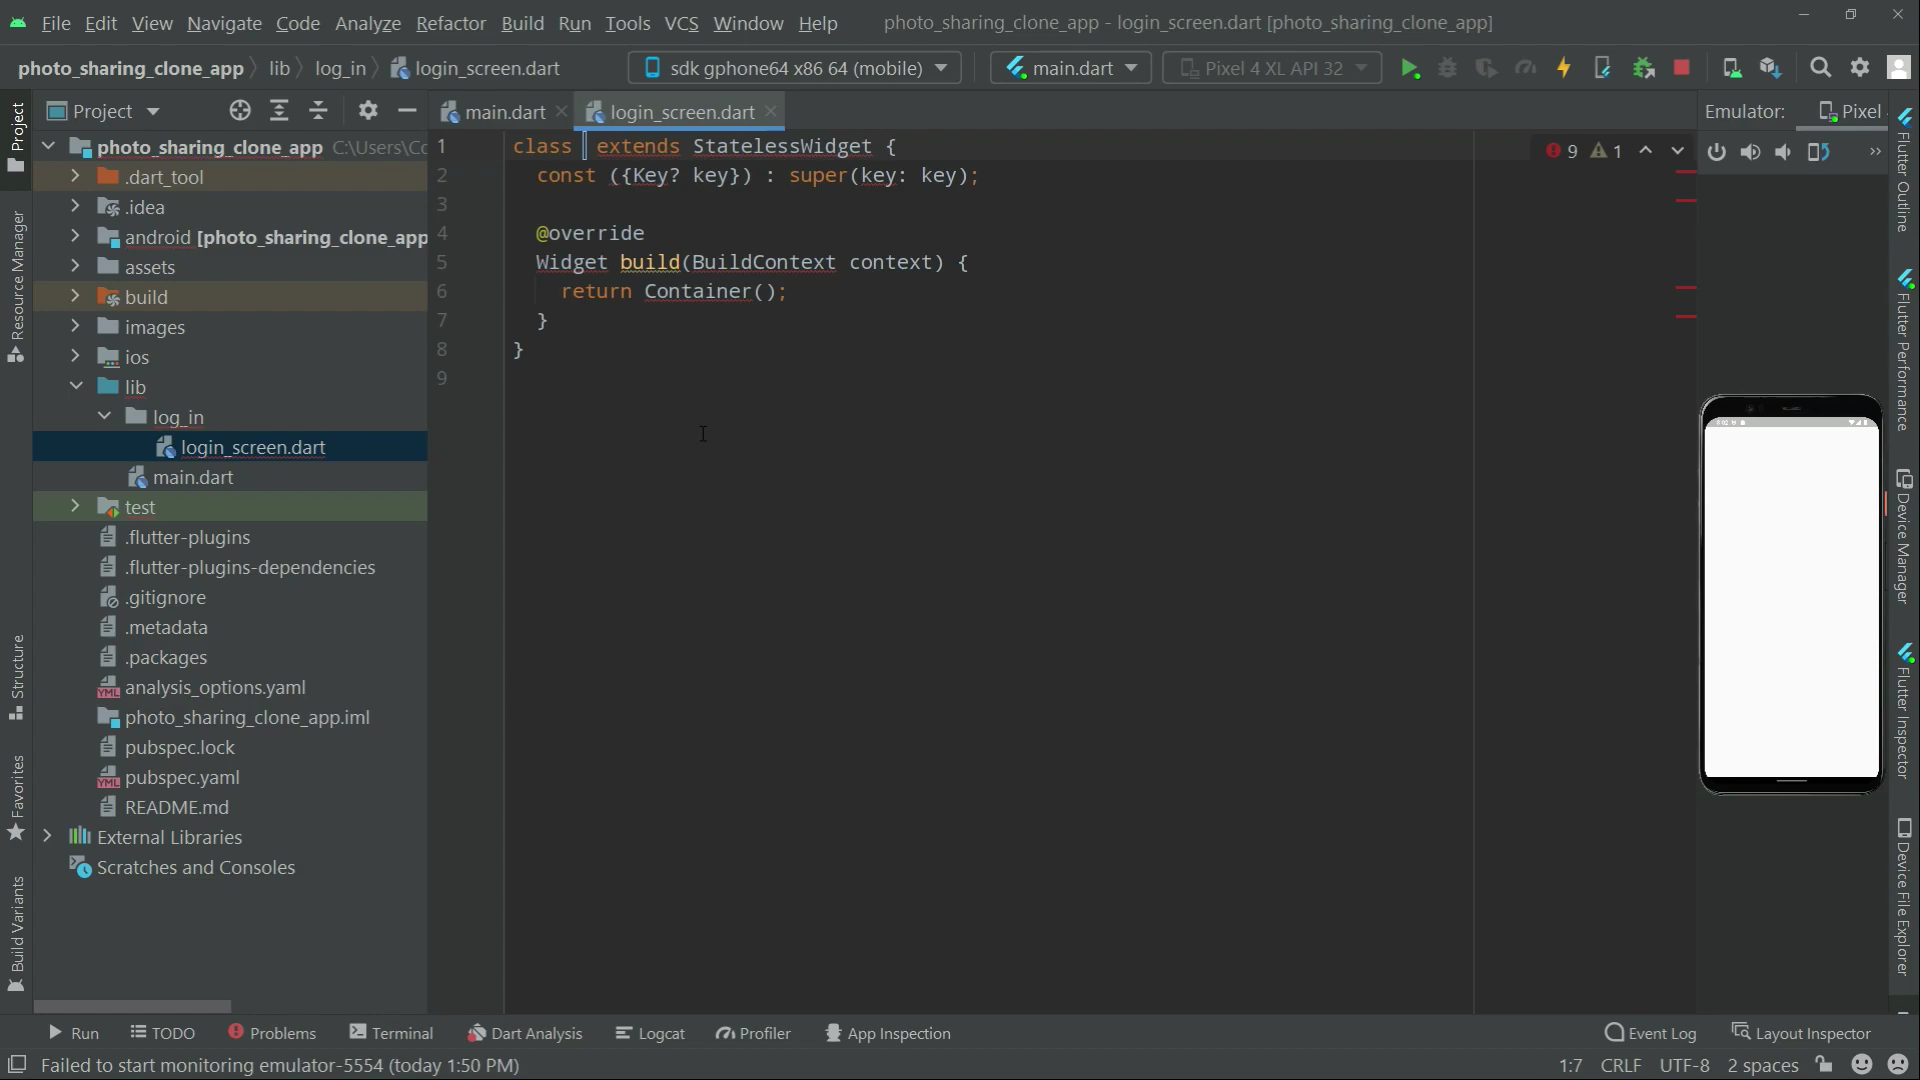 File Edit View Navigate Code Analyze Refactor Build Run Tools VCS Window Help photo_sharing_clone_app - login_screen.dart [photo_sharing_clone_app]
photo_sharing_clone_app lib log_in login_screen.dart sdk gphone64 x86 64 (mobile) main.dart Pixel 4 XL API 32
Project main.dart login_screen.dart Emulator: Pixel
photo_sharing_clone_app C:\Users\Cc
.dart_tool
.idea
android [photo_sharing_clone_app
assets
build
images
ios
lib
log_in
login_screen.dart
main.dart
test
.flutter-plugins
.flutter-plugins-dependencies
.gitignore
.metadata
.packages
analysis_options.yaml
photo_sharing_clone_app.iml
pubspec.lock
pubspec.yaml
README.md
External Libraries
Scratches and Consoles
1 class extends StatelessWidget {
2 const ({Key? key}) : super(key: key);
3
4 @override
5 Widget build(BuildContext context) {
6 return Container();
7 }
8 }
9
9 1
Project
Resource Manager
Structure
Favorites
Build Variants
Flutter Outline
Flutter Performance
Device Manager
Flutter Inspector
Device File Explorer
Run TODO Problems Terminal Dart Analysis Logcat Profiler App Inspection Event Log Layout Inspector
Failed to start monitoring emulator-5554 (today 1:50 PM) 1:7 CRLF UTF-8 2 spaces